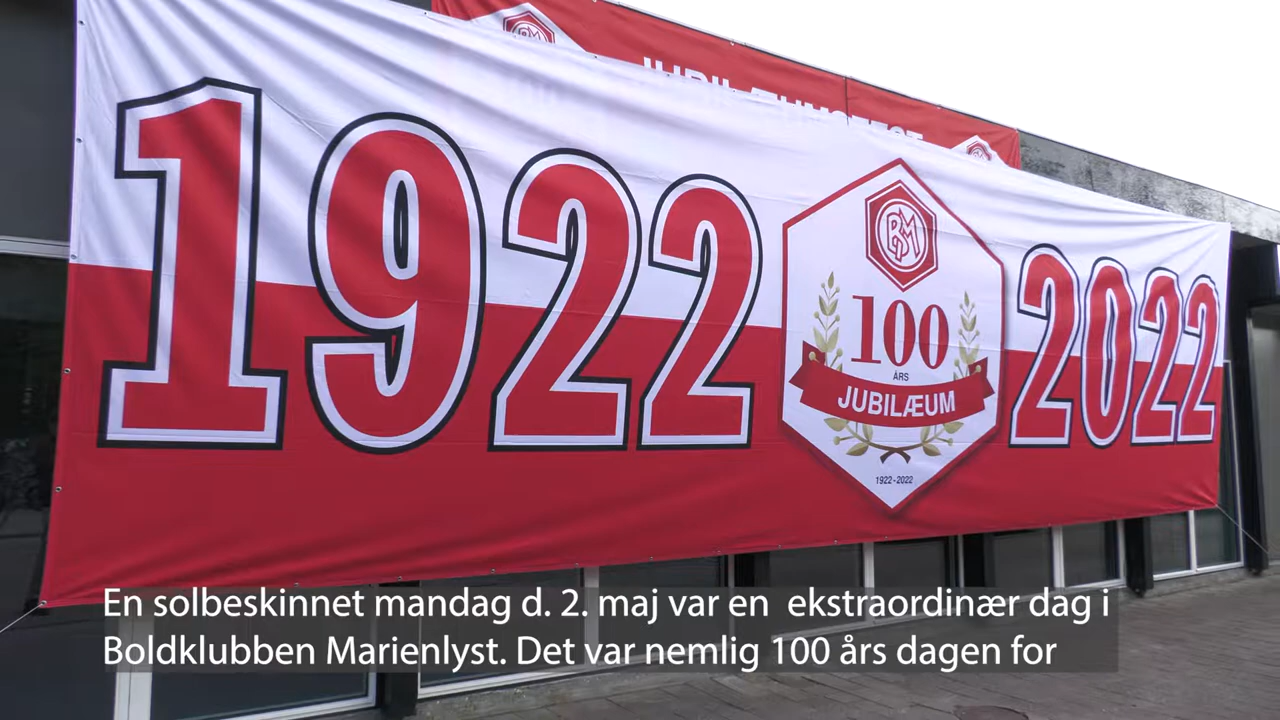 BM
JUBILÆUMSFEST
1922
BM
100
ÅRS
JUBILÆUM
1922-2022
2022
En solbeskinnet mandag d. 2. maj var en ekstraordinær dag i
Boldklubben Marienlyst. Det var nemlig 100 års dagen for